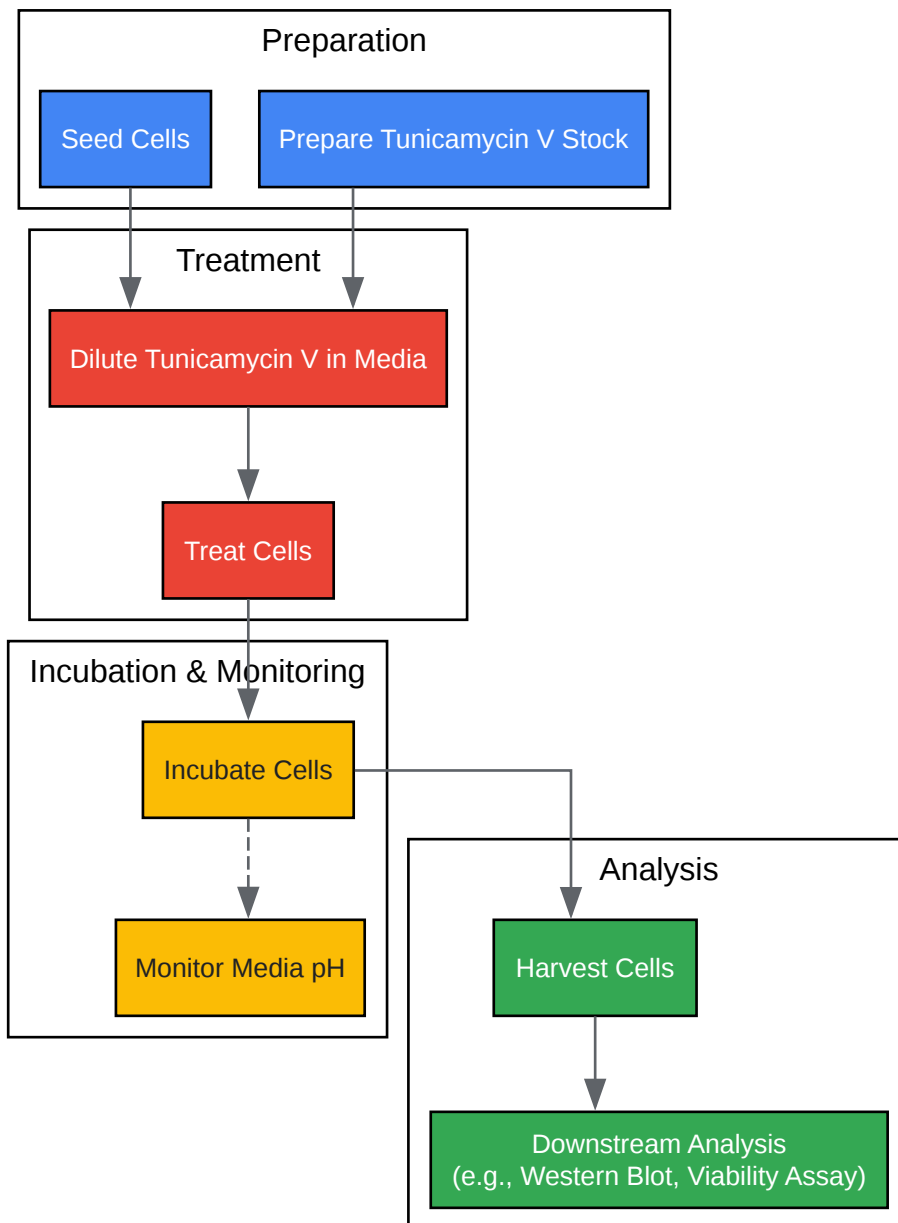 Preparation
Seed Cells
Prepare Tunicamycin V Stock
Treatment
Dilute Tunicamycin V in Media
Treat Cells
Incubation & Monitoring
Incubate Cells
Monitor Media pH
Analysis
Harvest Cells
Downstream Analysis
(e.g., Western Blot, Viability Assay)